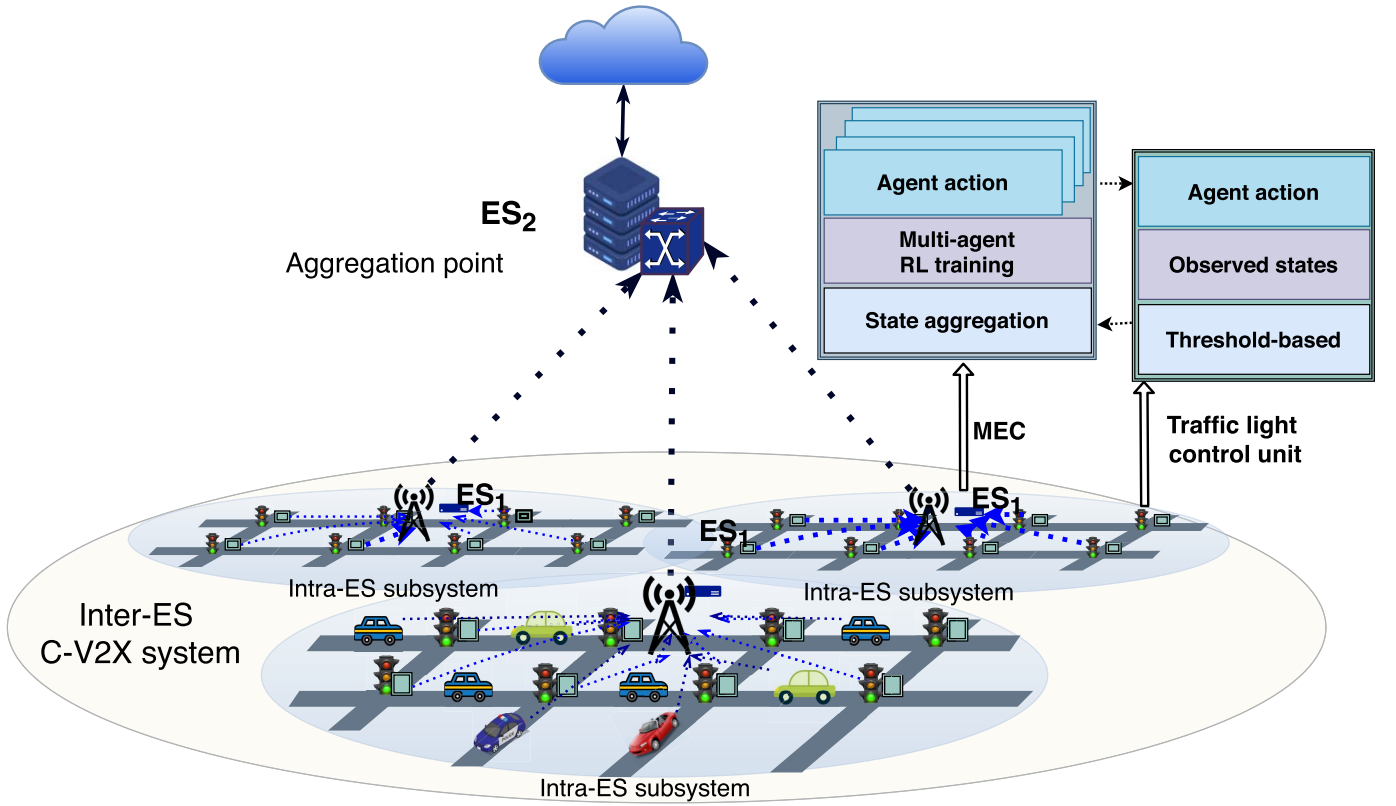 ES2
Aggregation point
Agent action
Multi-agent
RL training
State aggregation
Agent action
Observed states
Threshold-based
MEC
Traffic light
control unit
ES1
ES1
ES1
Intra-ES subsystem
Intra-ES subsystem
Inter-ES
C-V2X system
Intra-ES subsystem